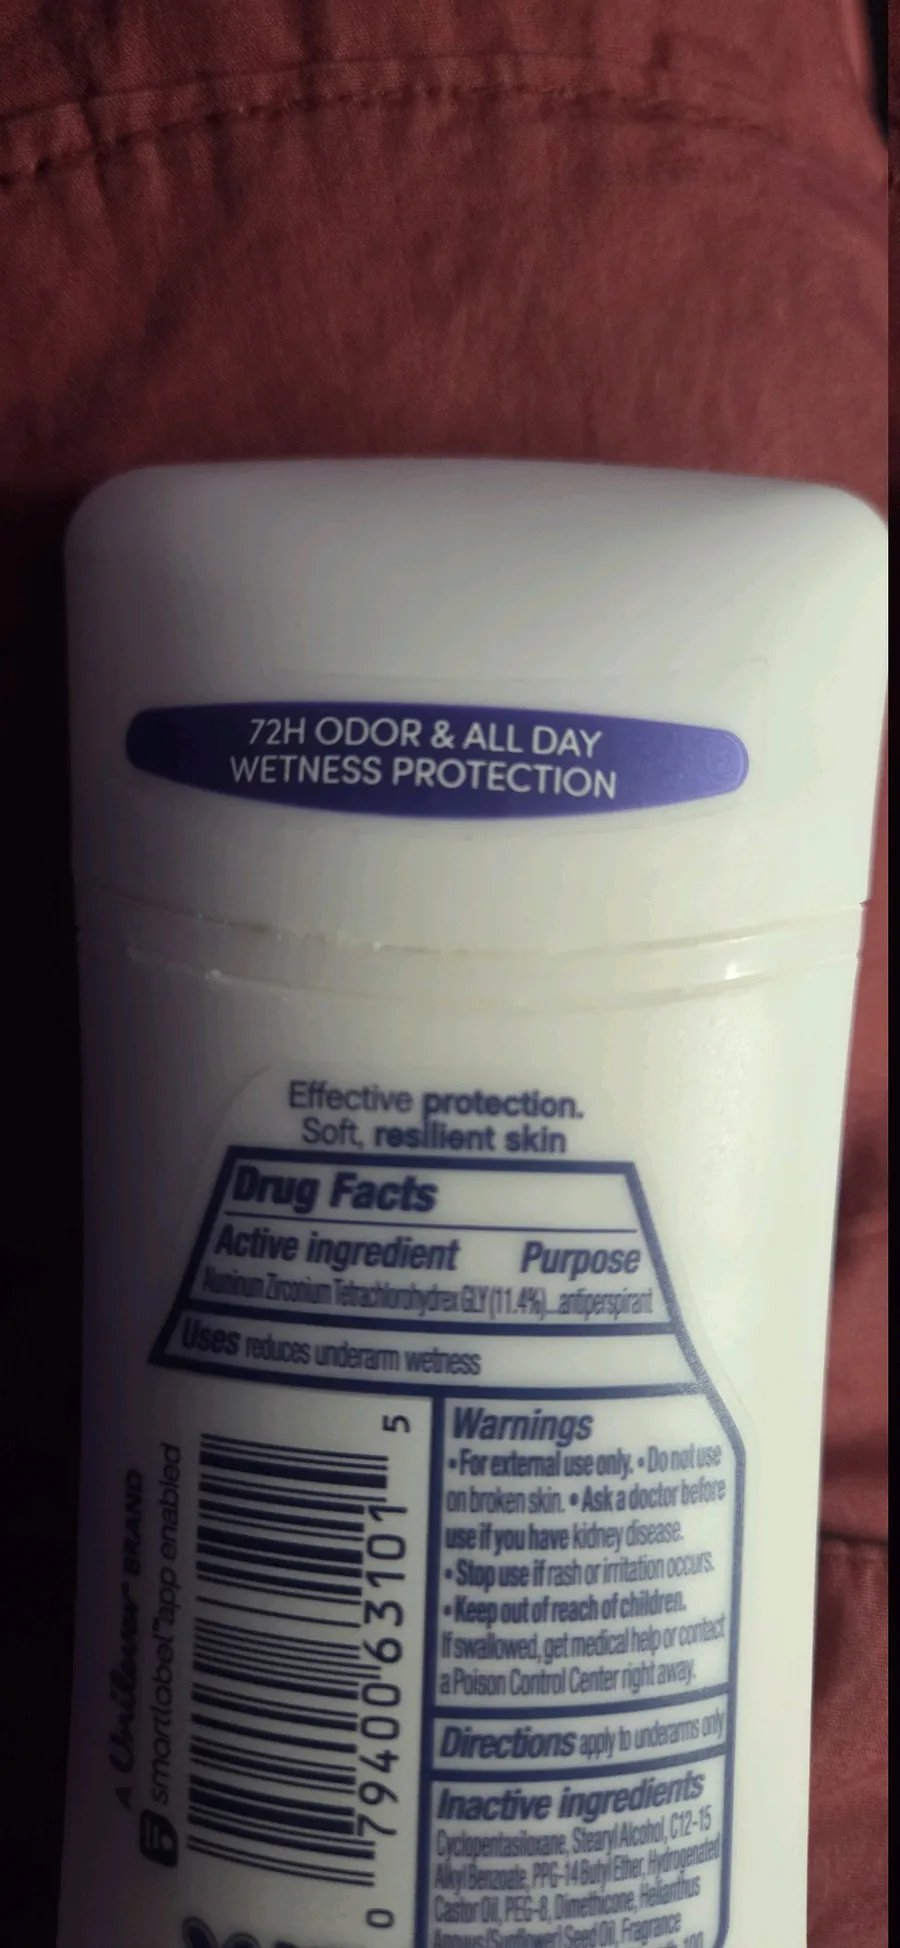 72H ODOR & ALL DAY
WETNESS PROTECTION
Effective protection.
Soft, resilient skin
Drug Facts
Active ingredient Purpose
Aluminum Zirconium Tetrachlorohydrex GLY (11.4%)...antiperspirant
Uses reduces underarm wetness
Warnings
• For external use only. • Do not use
on broken skin. • Ask a doctor before
use if you have kidney disease.
• Stop use if rash or irritation occurs.
• Keep out of reach of children.
If swallowed, get medical help or contact
a Poison Control Center right away.
Directions apply to underarms only
Inactive ingredients
Cyclopentasiloxane, Stearyl Alcohol, C12-15
Alkyl Benzoate, PPG-14 Butyl Ether, Hydrogenated
Castor Oil, PEG-8, Dimethicone, Helianthus
Annuus (Sunflower) Seed Oil, Fragrance
A Unilever BRAND
smartlabel™ app enabled
0 79400 63101 5